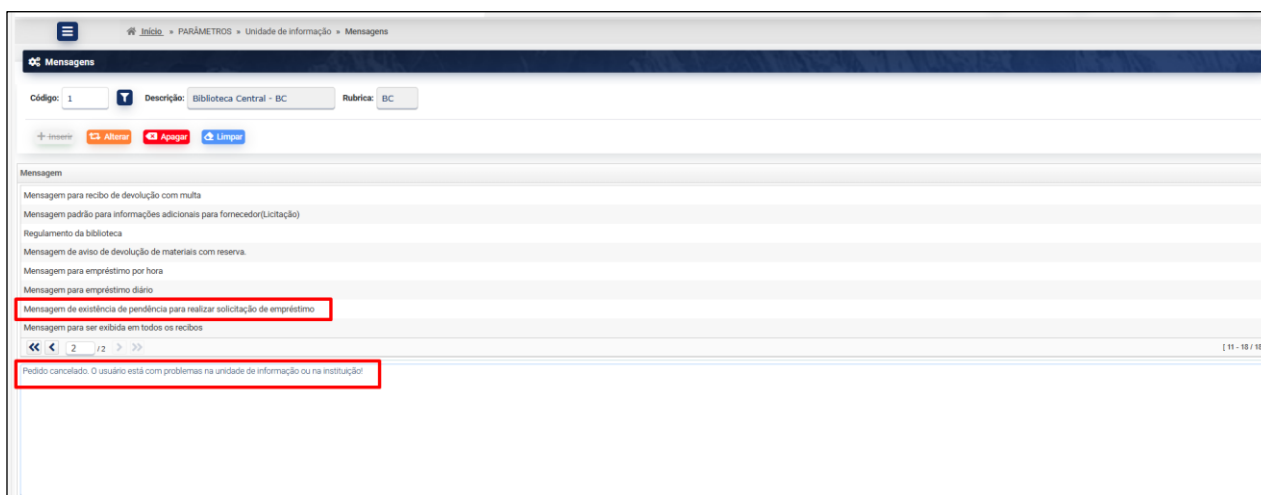 Início » PARÂMETROS » Unidade de informação » Mensagens
Mensagens
Código: 1 Descrição: Biblioteca Central - BC Rubrica: BC
+ Inserir Alterar Apagar Limpar
Mensagem
Mensagem para recibo de devolução com multa
Mensagem padrão para informações adicionais para fornecedor(Licitação)
Regulamento da biblioteca
Mensagem de aviso de devolução de materiais com reserva.
Mensagem para empréstimo por hora
Mensagem para empréstimo diário
Mensagem de existência de pendência para realizar solicitação de empréstimo
Mensagem para ser exibida em todos os recibos
2 /2 [ 11 - 18 / 18
Pedido cancelado. O usuário está com problemas na unidade de informação ou na instituição!